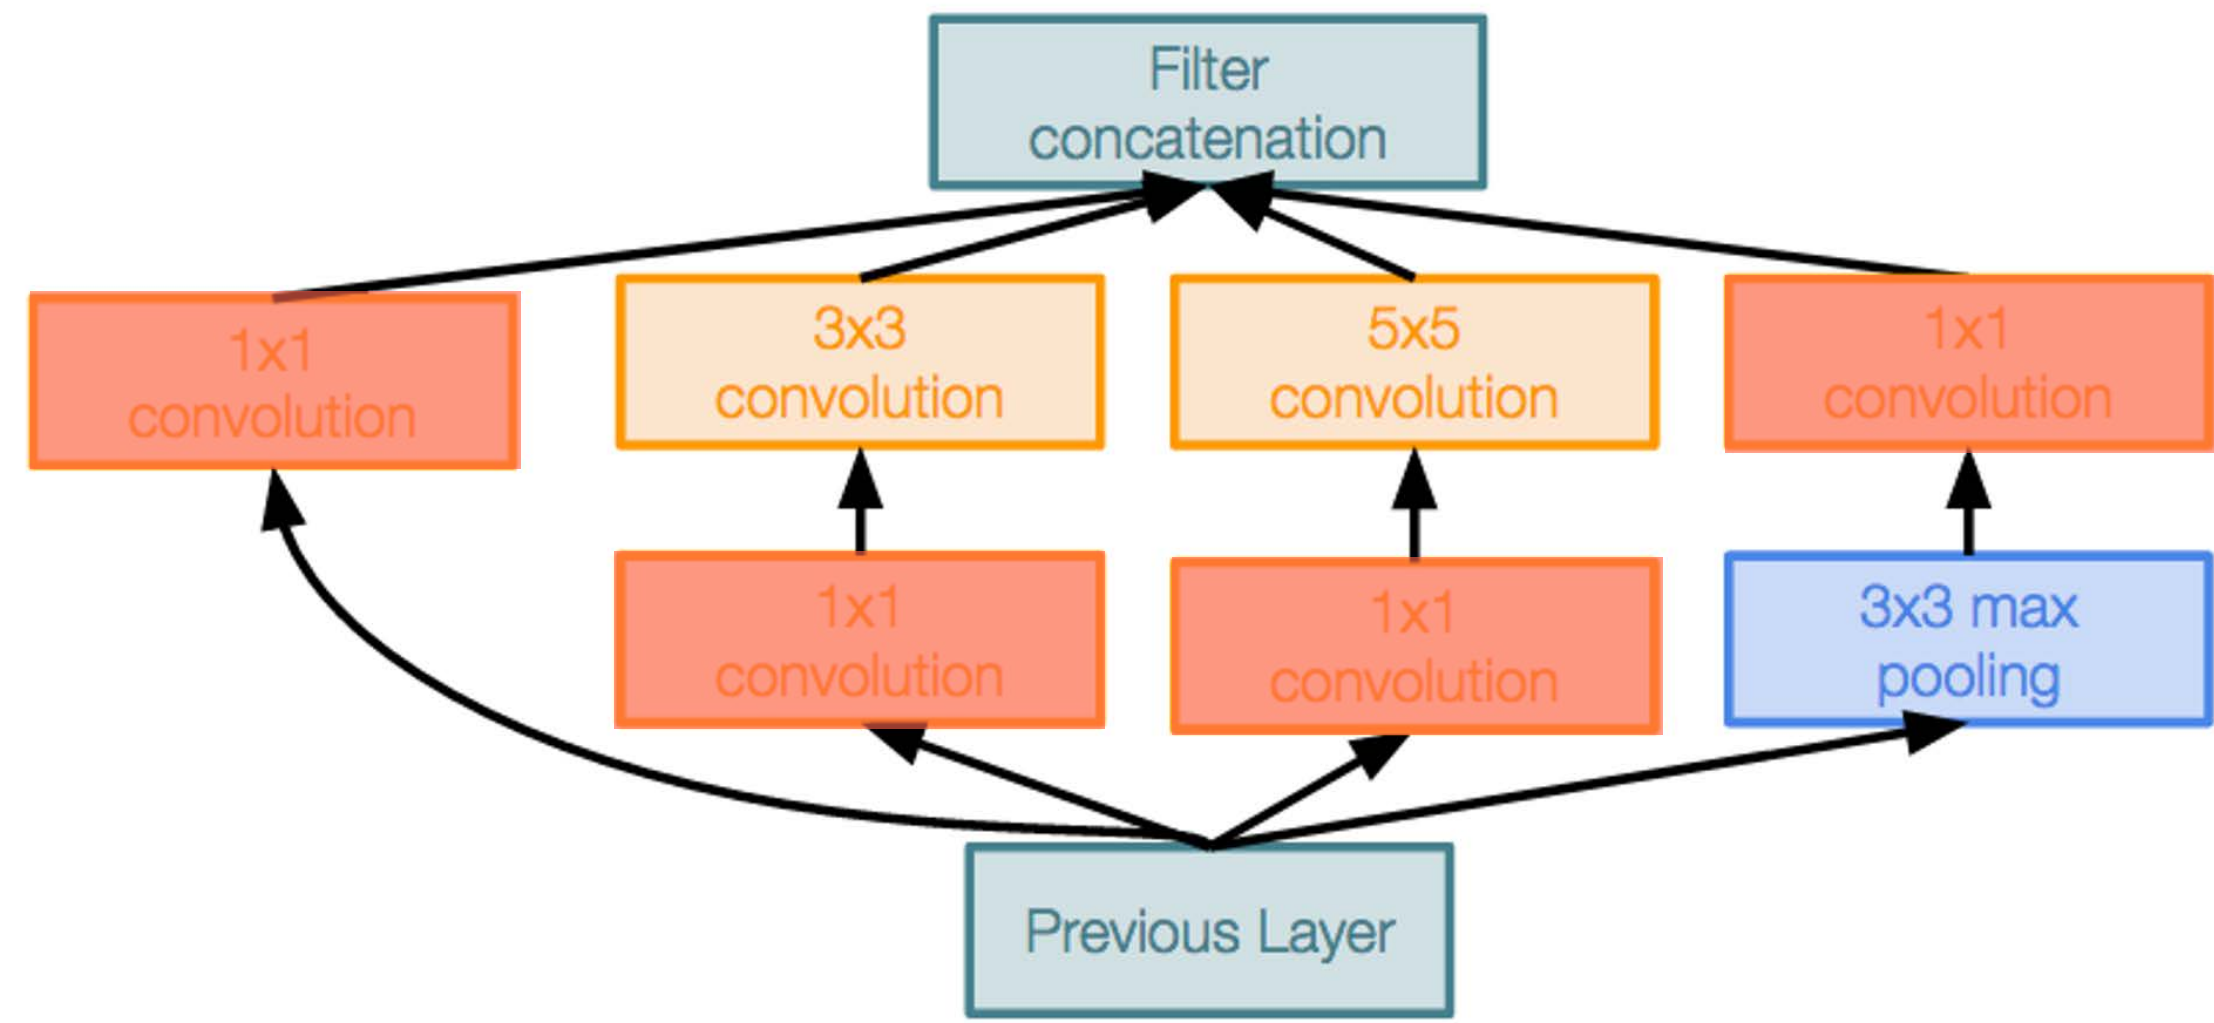 Filter
concatenation
1x1
convolution
3x3
convolution
5x5
convolution
1x1
convolution
1x1
convolution
1x1
convolution
3x3 max
pooling
Previous Layer